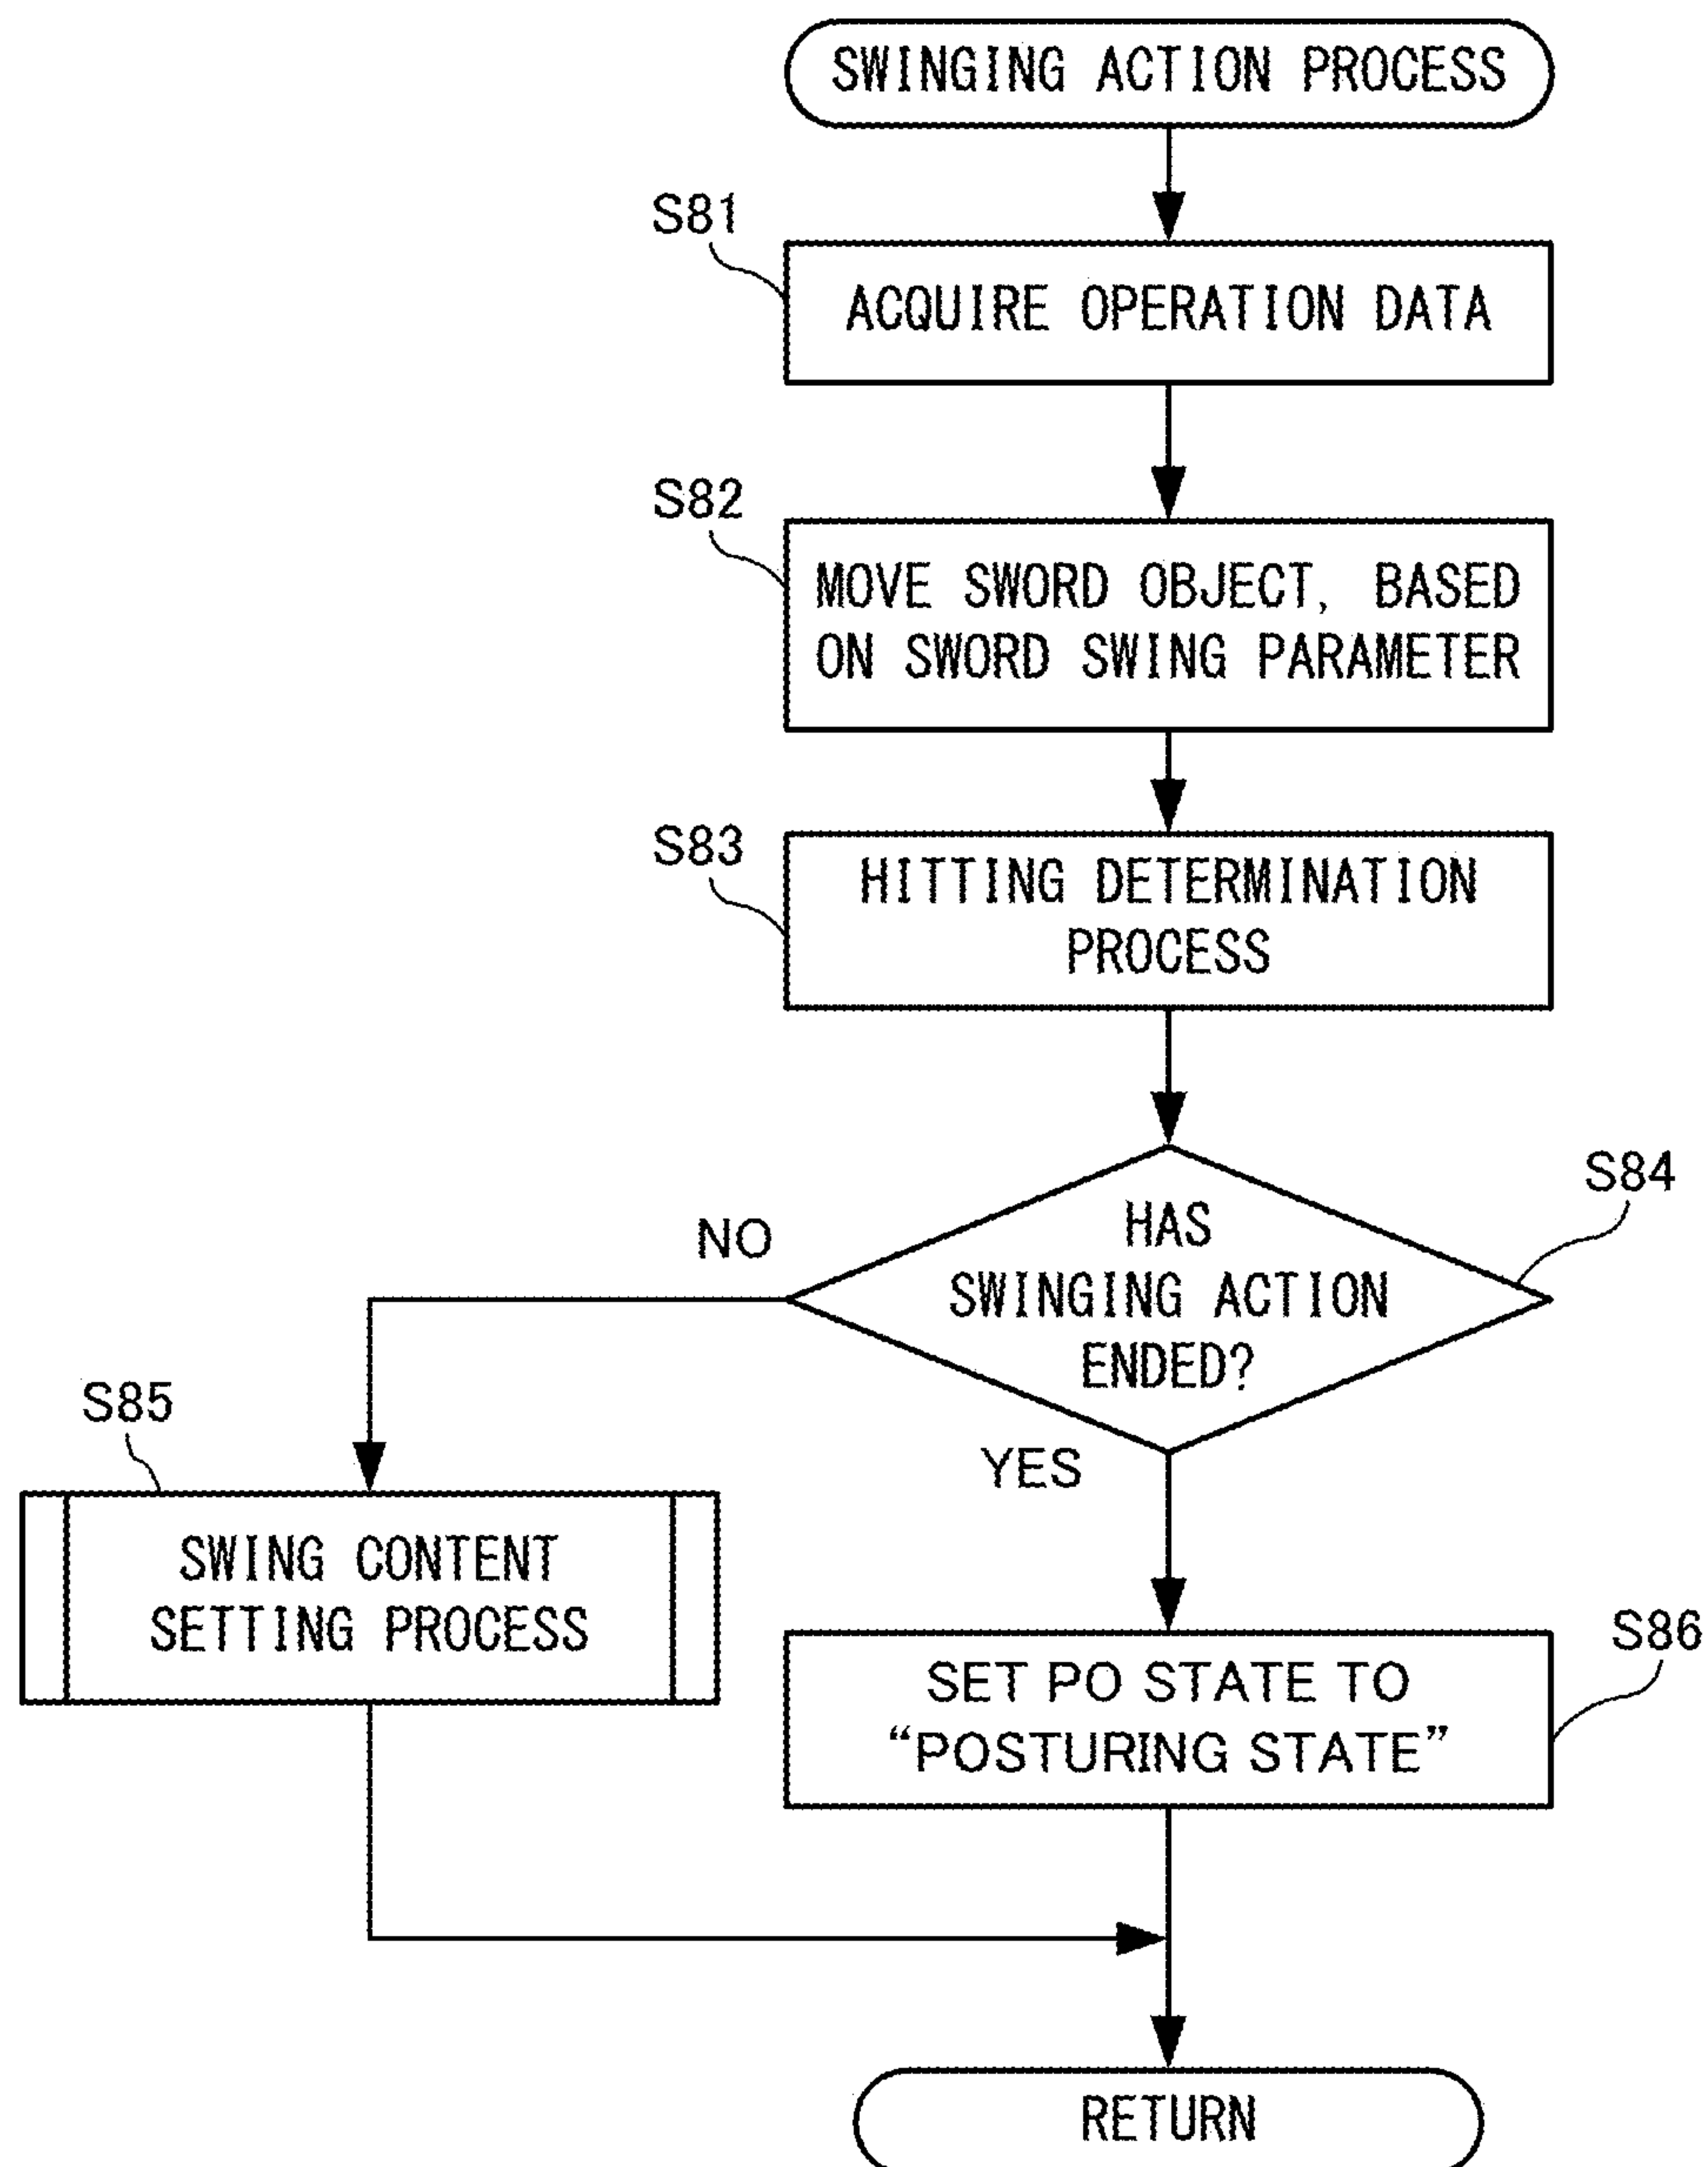 SWINGING ACTION PROCESS
S81
ACQUIRE OPERATION DATA
S82
MOVE SWORD OBJECT, BASED
ON SWORD SWING PARAMETER
S83
HITTING DETERMINATION
PROCESS
S84
HAS
SWINGING ACTION
ENDED?
NO
YES
S85
SWING CONTENT
SETTING PROCESS
S86
SET PO STATE TO
“POSTURING STATE”
RETURN